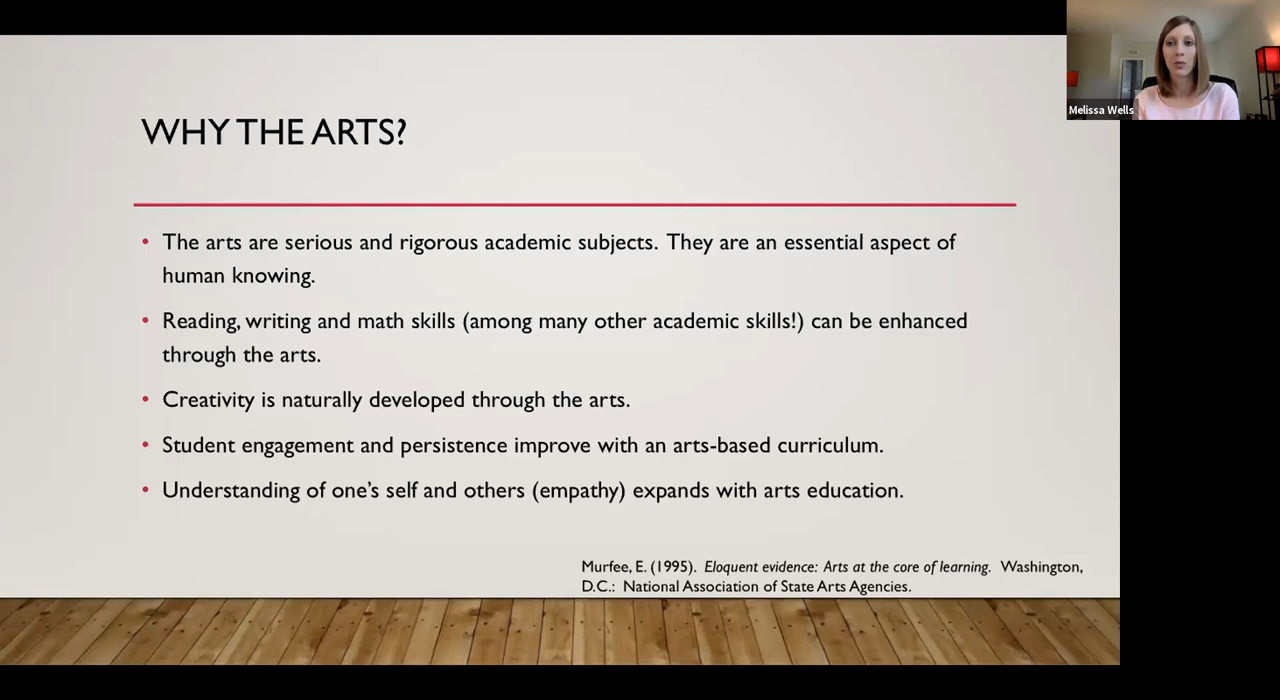 Melissa Wells
WHY THE ARTS?
• The arts are serious and rigorous academic subjects. They are an essential aspect of
human knowing.
• Reading, writing and math skills (among many other academic skills!) can be enhanced
through the arts.
• Creativity is naturally developed through the arts.
• Student engagement and persistence improve with an arts-based curriculum.
• Understanding of one’s self and others (empathy) expands with arts education.
Murfee, E. (1995). Eloquent evidence: Arts at the core of learning. Washington,
D.C.: National Association of State Arts Agencies.